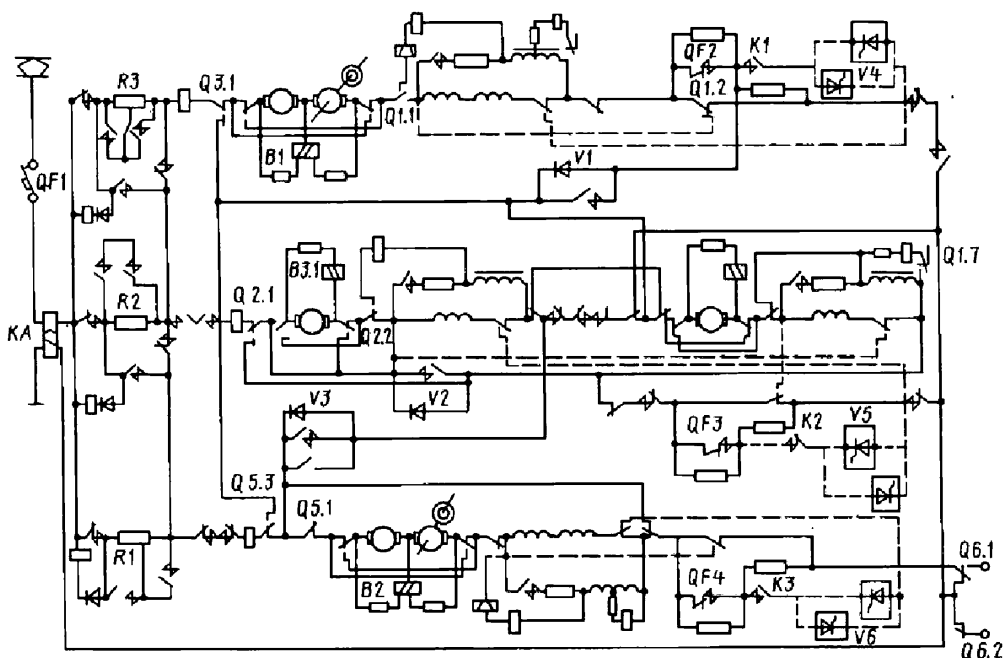 R3
Q3.1
Q1.1
QF2
K1
Q1.2
V4
QF1
B1
V1
R2
Q2.1
B3.1
Q2.2
Q1.7
KA
V2
V3
QF3
K2
V5
Q5.3
Q5.1
R1
B2
QF4
K3
V6
Q6.1
Q6.2